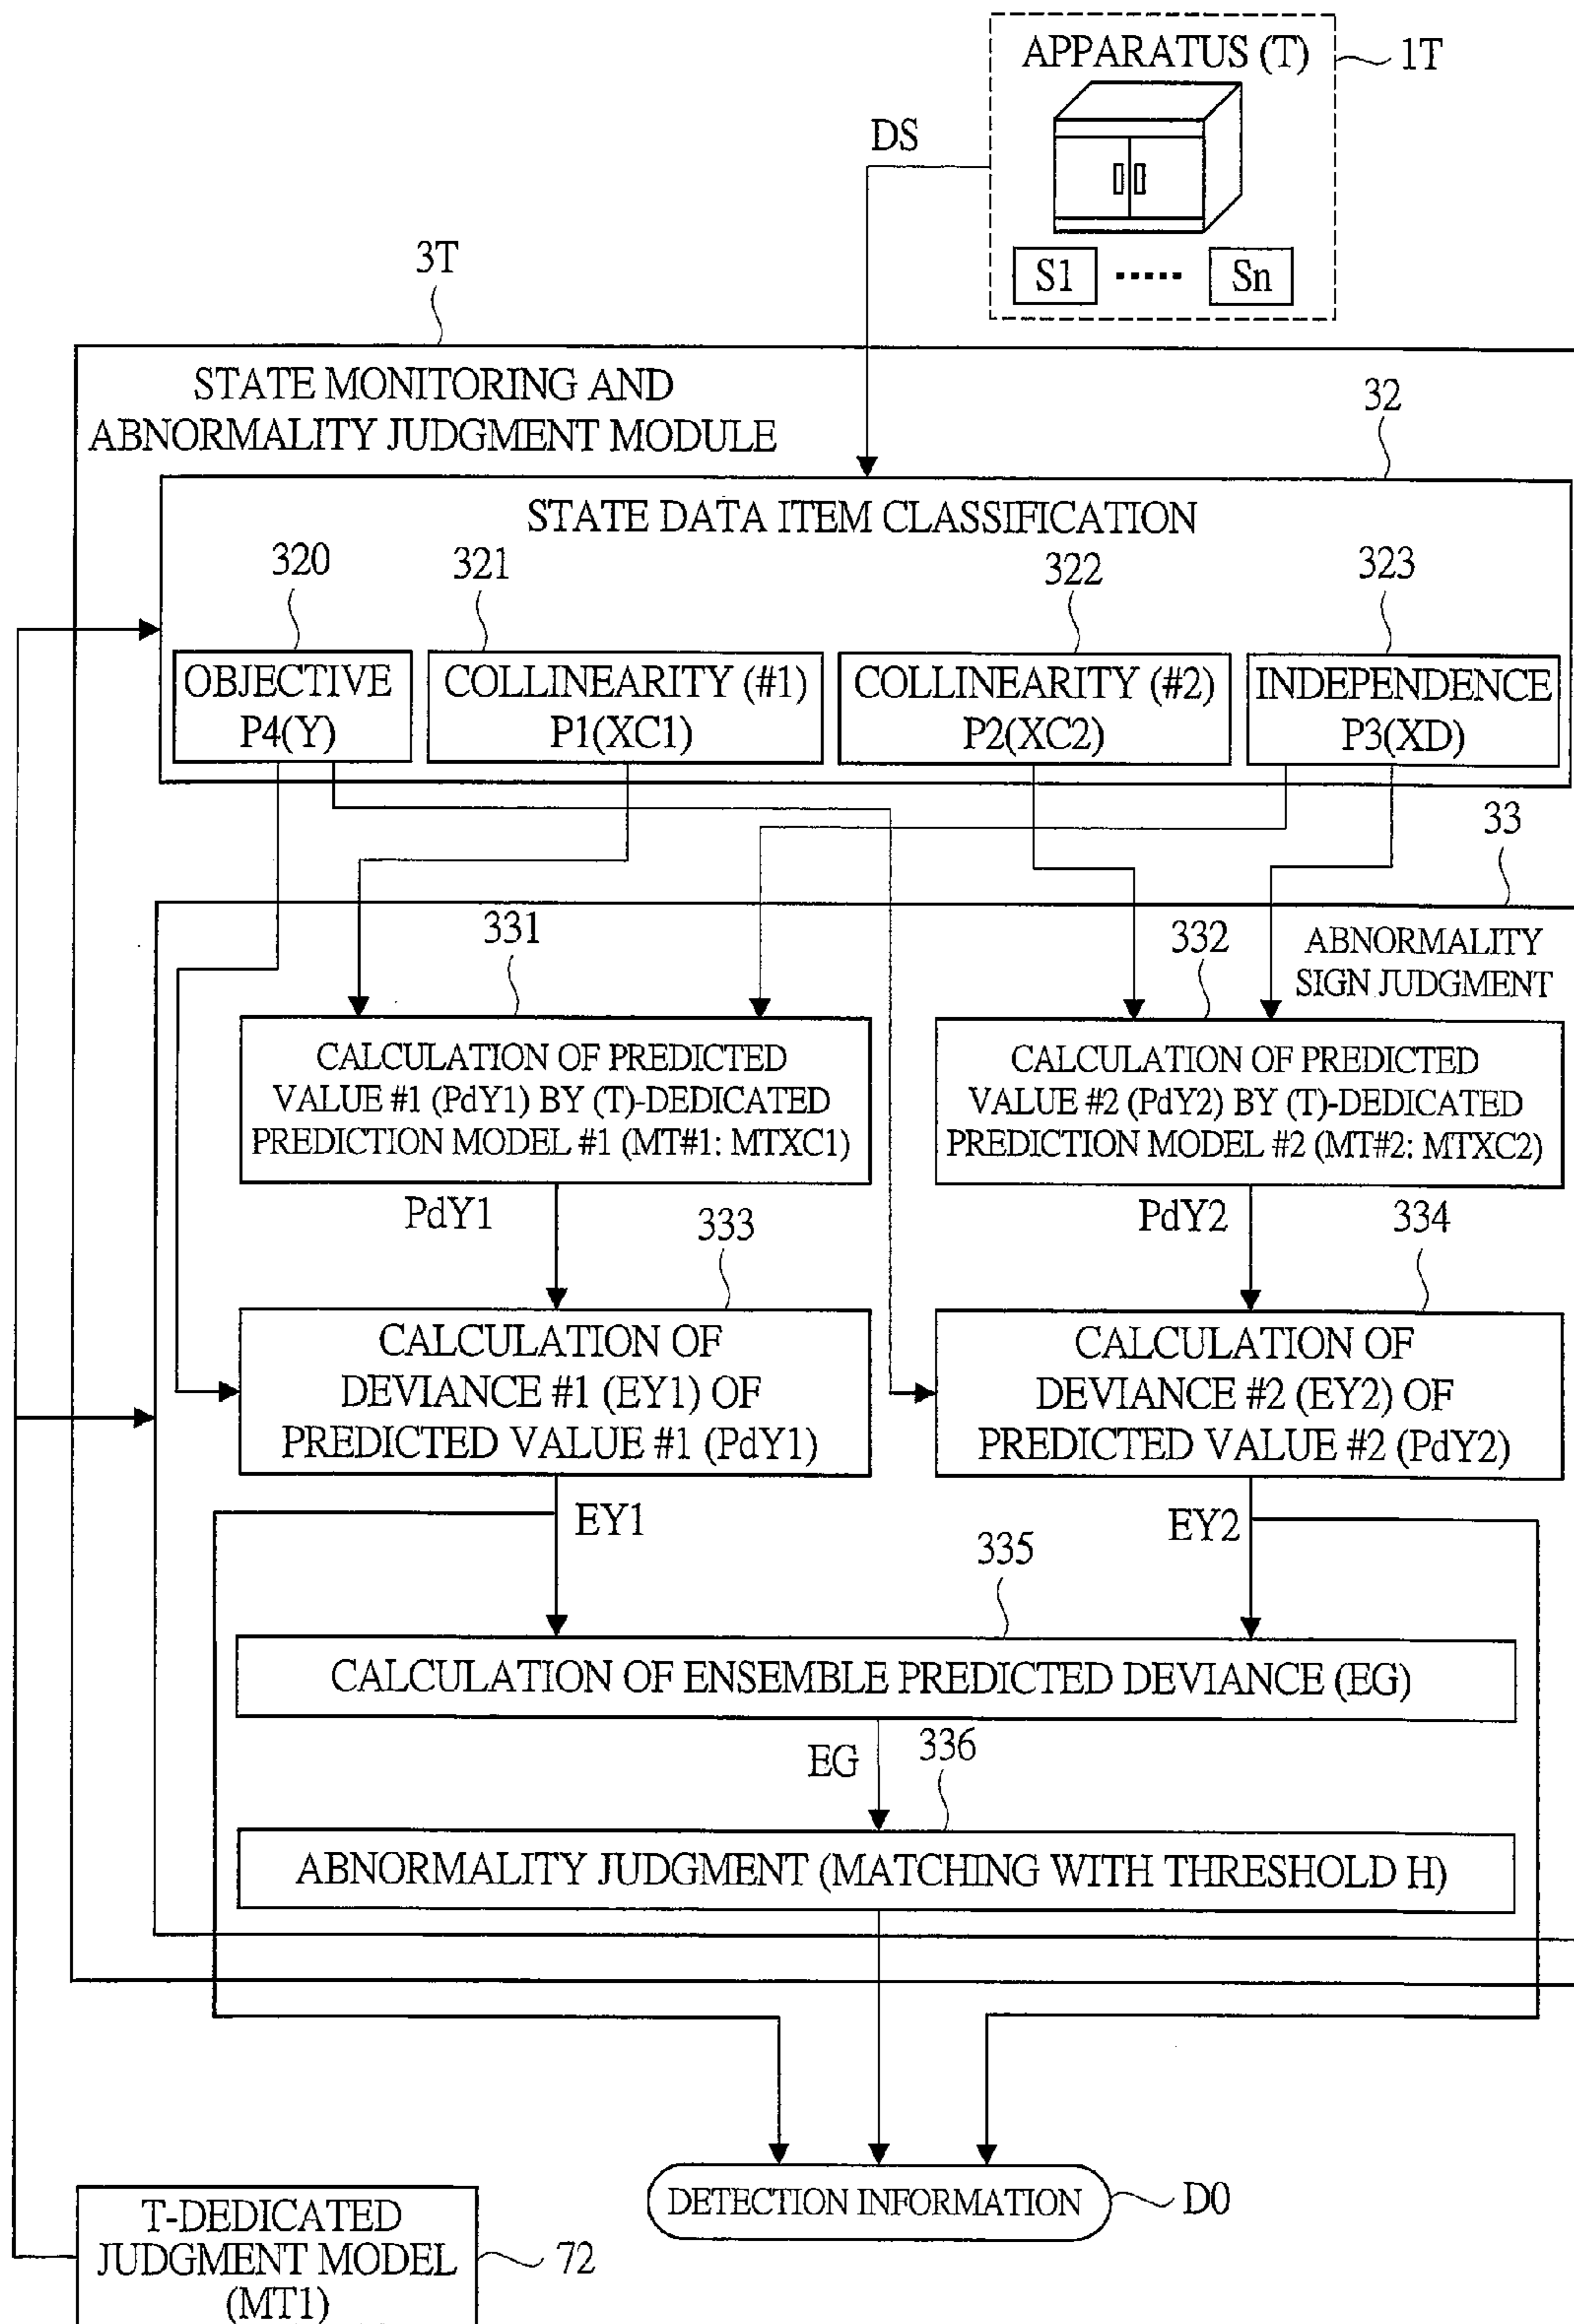 APPARATUS (T)
1T
DS
S1 ..... Sn
3T
STATE MONITORING AND
ABNORMALITY JUDGMENT MODULE
32
STATE DATA ITEM CLASSIFICATION
320
321
322
323
OBJECTIVE
P4(Y)
COLLINEARITY (#1)
P1(XC1)
COLLINEARITY (#2)
P2(XC2)
INDEPENDENCE
P3(XD)
33
331
332
ABNORMALITY
SIGN JUDGMENT
CALCULATION OF PREDICTED
VALUE #1 (PdY1) BY (T)-DEDICATED
PREDICTION MODEL #1 (MT#1: MTXC1)
CALCULATION OF PREDICTED
VALUE #2 (PdY2) BY (T)-DEDICATED
PREDICTION MODEL #2 (MT#2: MTXC2)
PdY1
333
PdY2
334
CALCULATION OF
DEVIANCE #1 (EY1) OF
PREDICTED VALUE #1 (PdY1)
CALCULATION OF
DEVIANCE #2 (EY2) OF
PREDICTED VALUE #2 (PdY2)
EY1
EY2
335
CALCULATION OF ENSEMBLE PREDICTED DEVIANCE (EG)
EG
336
ABNORMALITY JUDGMENT (MATCHING WITH THRESHOLD H)
DETECTION INFORMATION
D0
T-DEDICATED
JUDGMENT MODEL
(MT1)
72